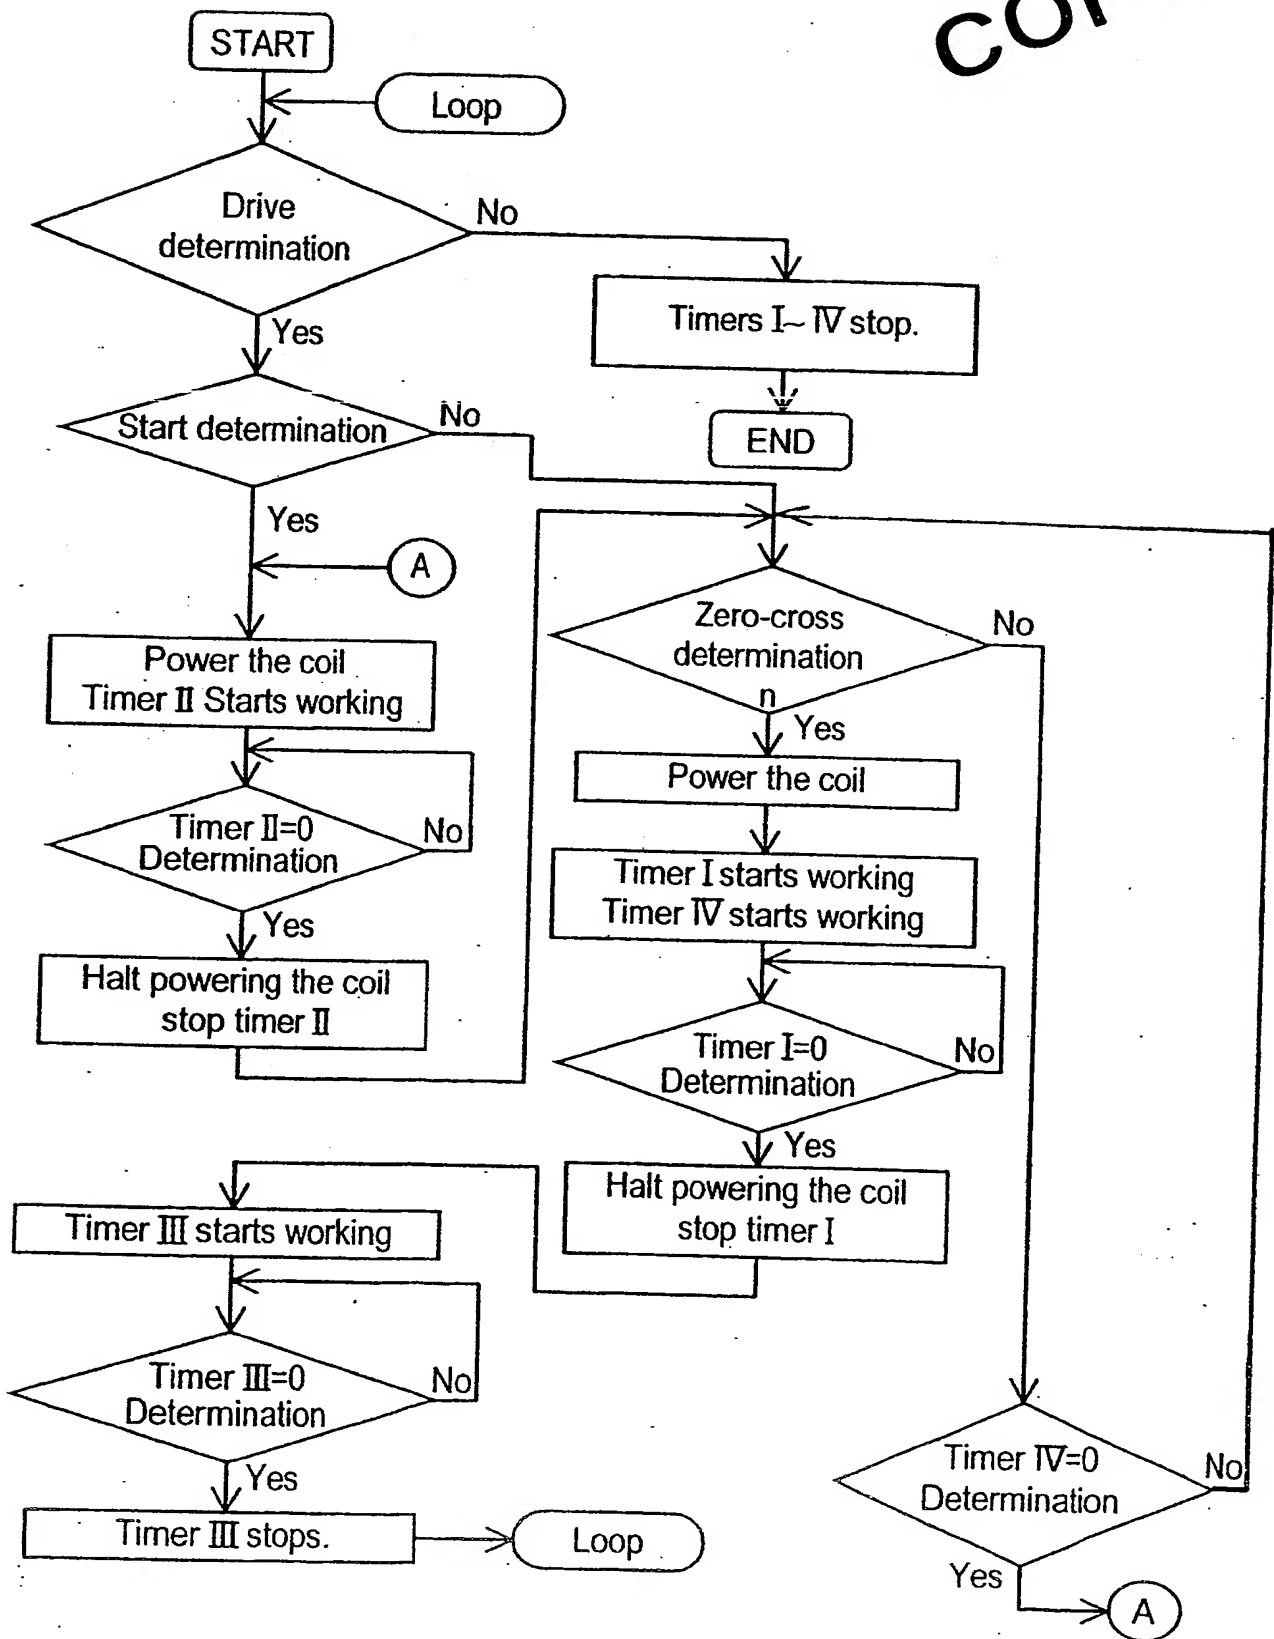 START
Loop
Drive
determination
No
Timers Ⅰ~ Ⅳ stop.
Yes
END
Start determination
No
Yes
A
Power the coil
Timer Ⅱ Starts working
Timer Ⅱ=0
Determination
No
Yes
Halt powering the coil
stop timer Ⅱ
Zero-cross
determination
n
No
Yes
Power the coil
Timer Ⅰ starts working
Timer Ⅳ starts working
Timer Ⅰ=0
Determination
No
Yes
Halt powering the coil
stop timer Ⅰ
Timer Ⅲ starts working
Timer Ⅲ=0
Determination
No
Yes
Timer Ⅲ stops.
Loop
Timer Ⅳ=0
Determination
No
Yes
A